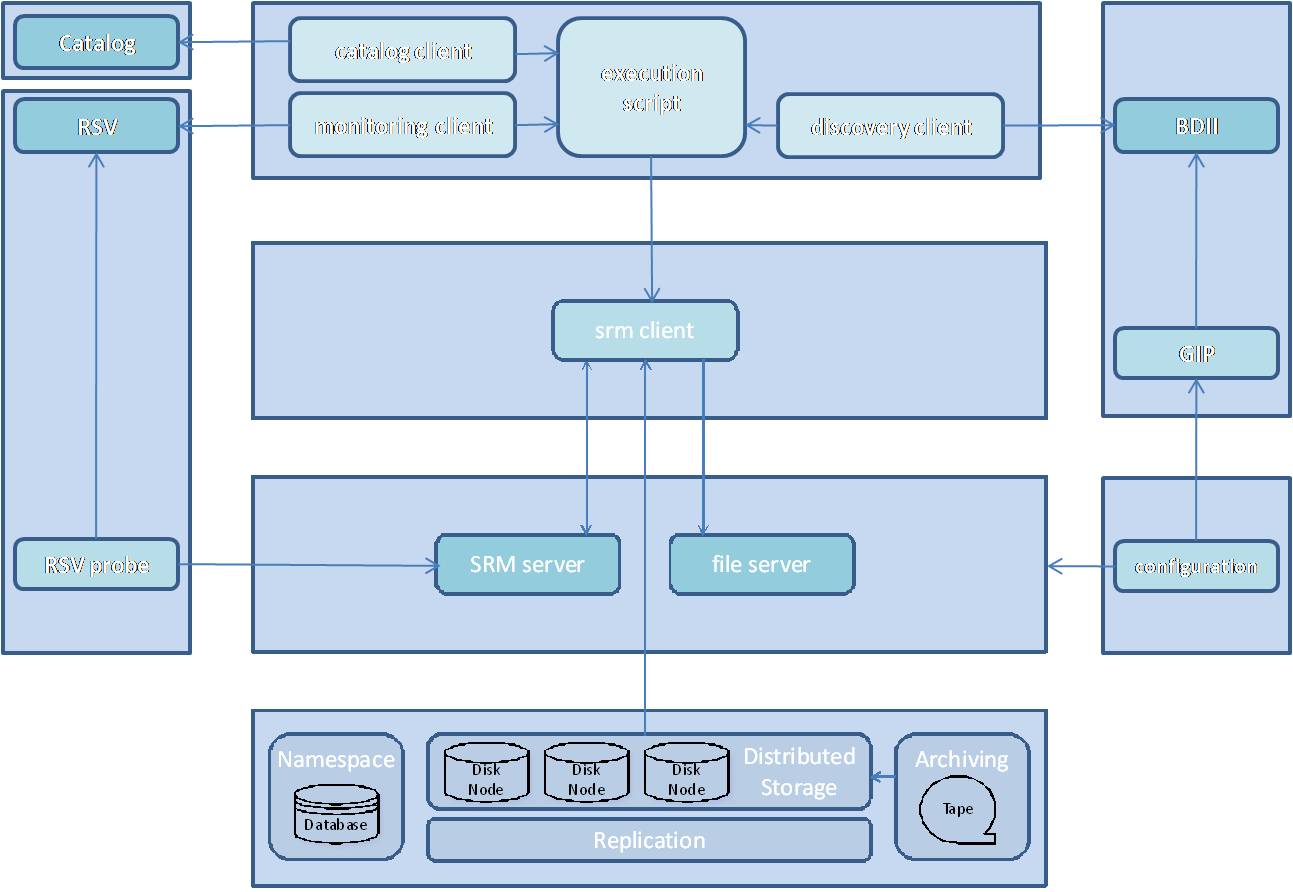 Catalog
catalog client
execution
script
RSV
monitoring client
discovery client
BDII
srm client
GIP
RSV probe
SRM server
file server
configuration
Namespace
Database
Disk
Node
Disk
Node
Disk
Node
Distributed
Storage
Archiving
Tape
Replication